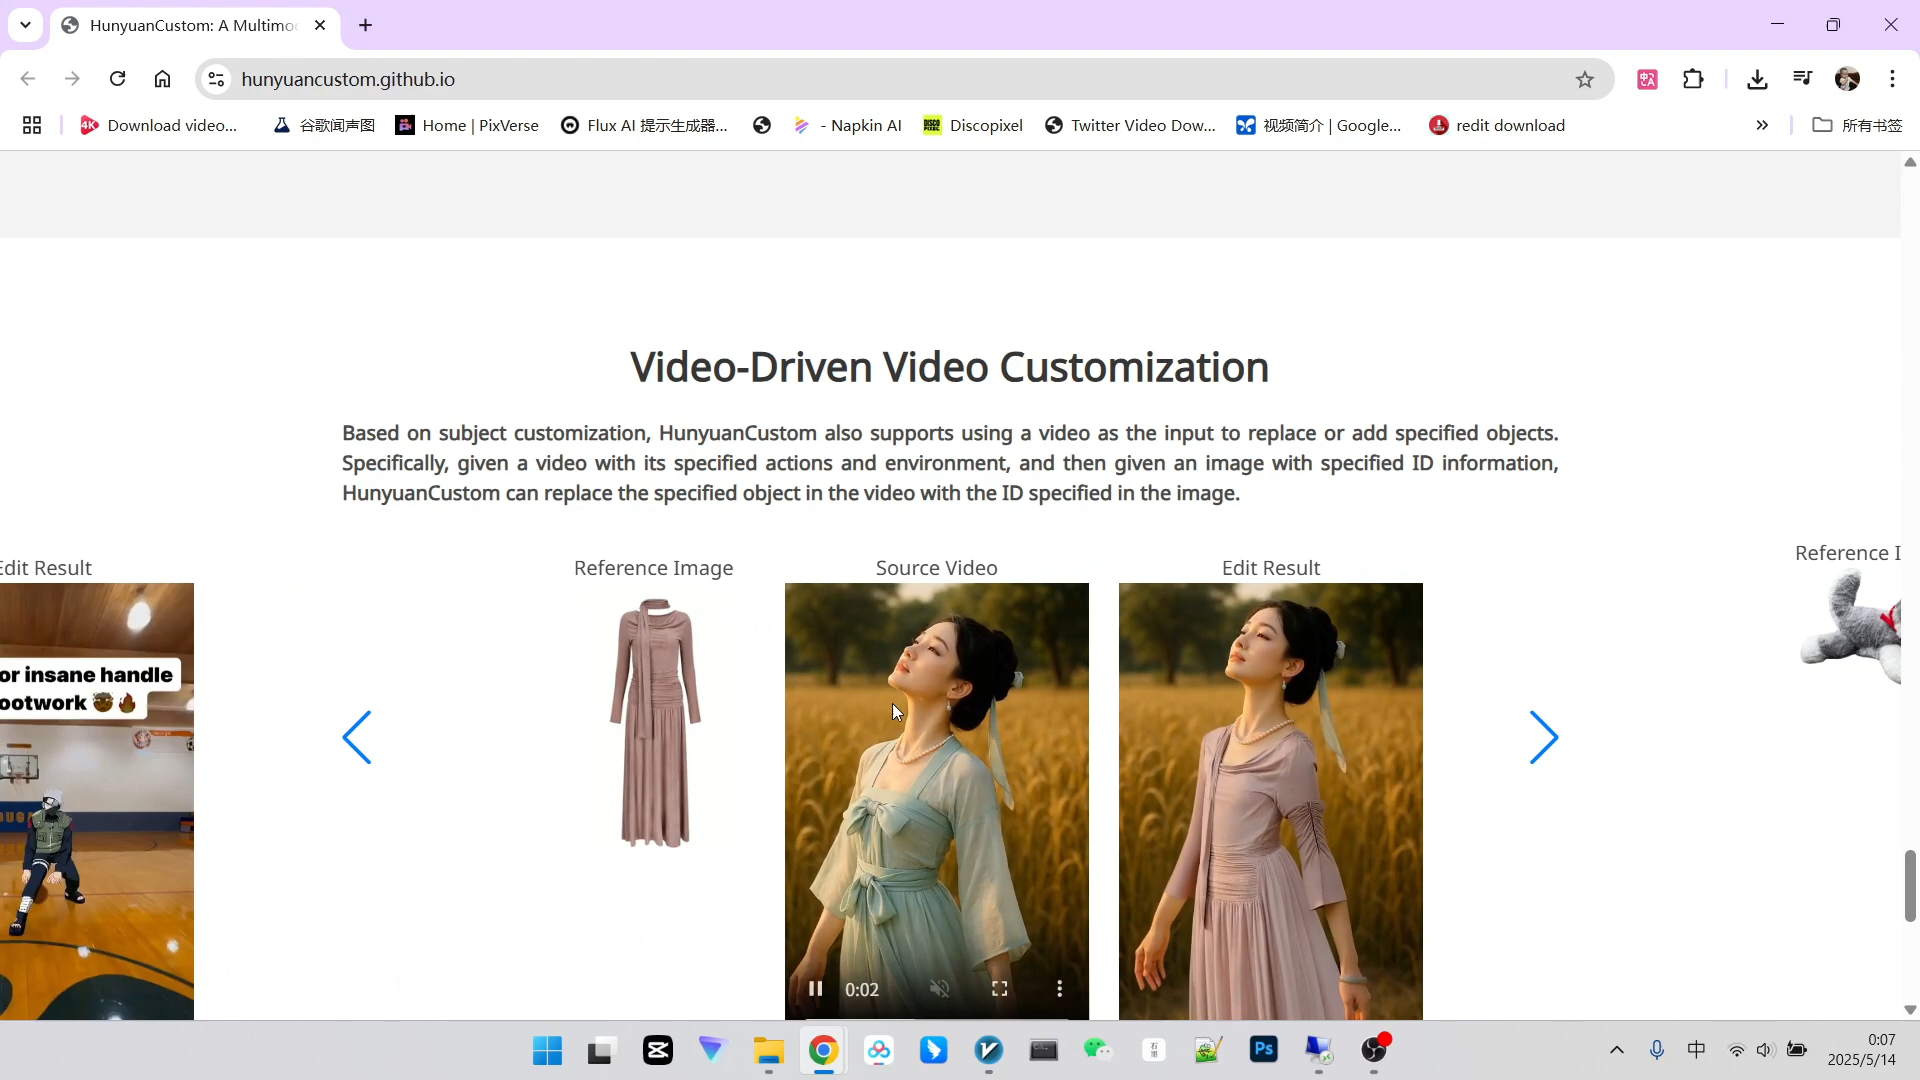 HunyuanCustom: A Multimo
hunyuancustom.github.io
Download video...
谷歌闻声图
Home | PixVerse
Flux AI 提示生成器...
- Napkin AI
Discopixel
Twitter Video Dow...
视频简介 | Google...
redit download
所有书签
Video-Driven Video Customization
Based on subject customization, HunyuanCustom also supports using a video as the input to replace or add specified objects.
Specifically, given a video with its specified actions and environment, and then given an image with specified ID information,
HunyuanCustom can replace the specified object in the video with the ID specified in the image.
Edit Result
Reference Image
Source Video
Edit Result
Reference I
or insane handle
ootwork
0:02
中
0:07
2025/5/14
Ps